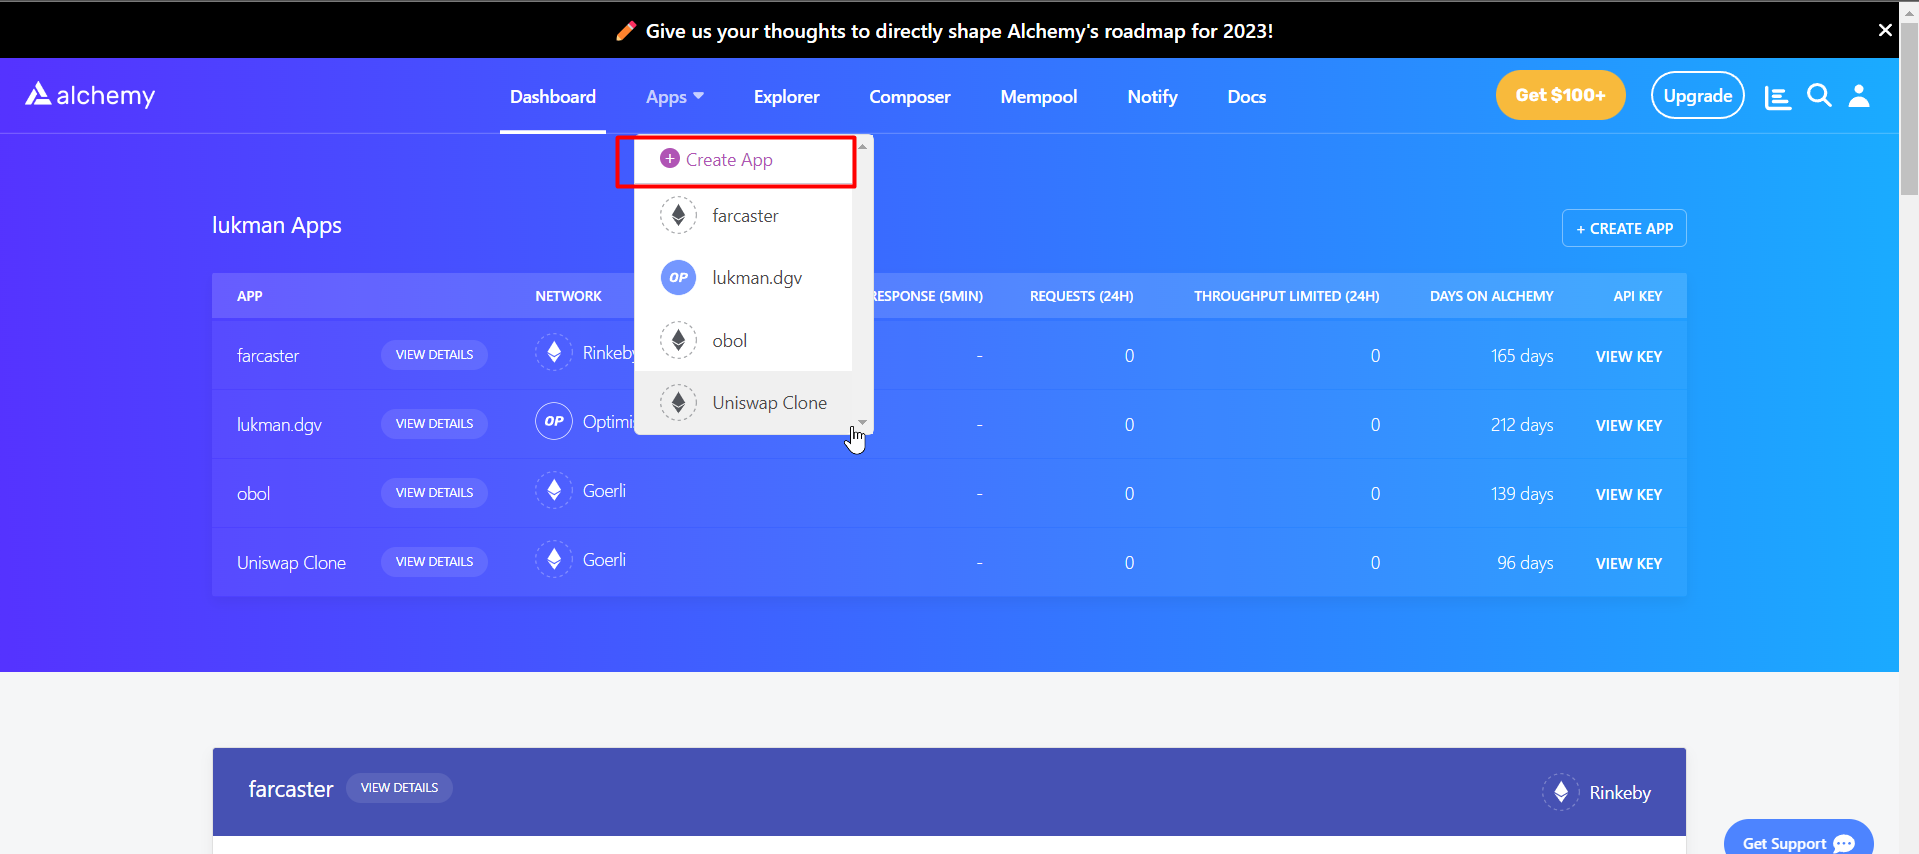 Give us your thoughts to directly shape Alchemy's roadmap for 2023!
alchemy
Dashboard Apps Explorer Composer Mempool Notify Docs Get $100+ Upgrade
Create App
farcaster
lukman.dgv
obol
Uniswap Clone
lukman Apps
+ CREATE APP
APP NETWORK RESPONSE (5MIN) REQUESTS (24H) THROUGHPUT LIMITED (24H) DAYS ON ALCHEMY API KEY
farcaster VIEW DETAILS Rinkeby - 0 0 165 days VIEW KEY
lukman.dgv VIEW DETAILS OP Optimis - 0 0 212 days VIEW KEY
obol VIEW DETAILS Goerli - 0 0 139 days VIEW KEY
Uniswap Clone VIEW DETAILS Goerli - 0 0 96 days VIEW KEY
farcaster VIEW DETAILS Rinkeby
Get Support